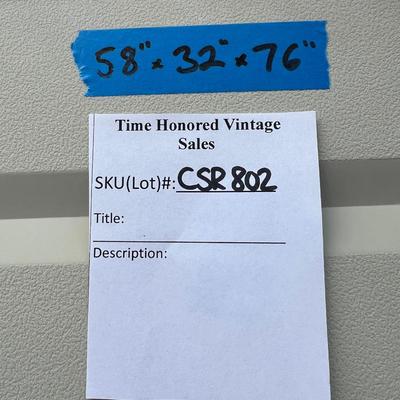 58" x 32" x 76"
Time Honored Vintage
Sales
SKU(Lot)#: CSR 802
Title:
Description: